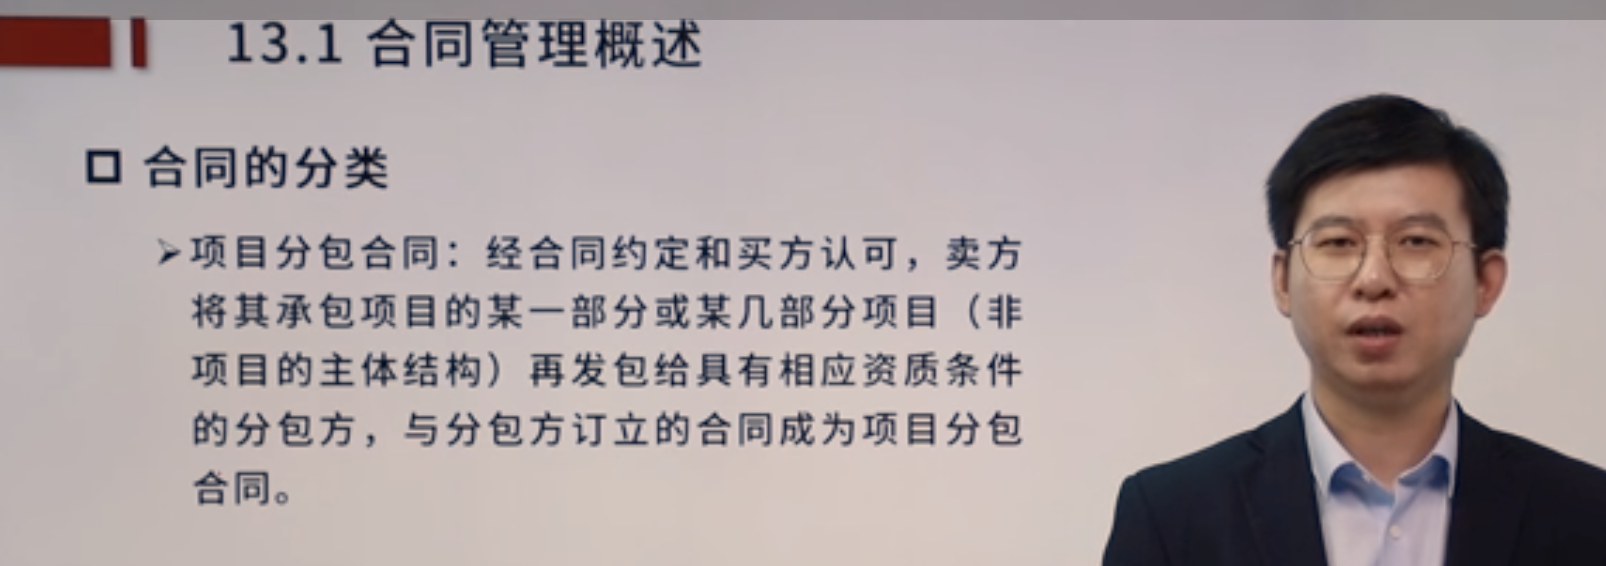 13.1 合同管理概述
合同的分类
项目分包合同：经合同约定和买方认可，卖方
将其承包项目的某一部分或某几部分项目（非
项目的主体结构）再发包给具有相应资质条件
的分包方，与分包方订立的合同成为项目分包
合同。